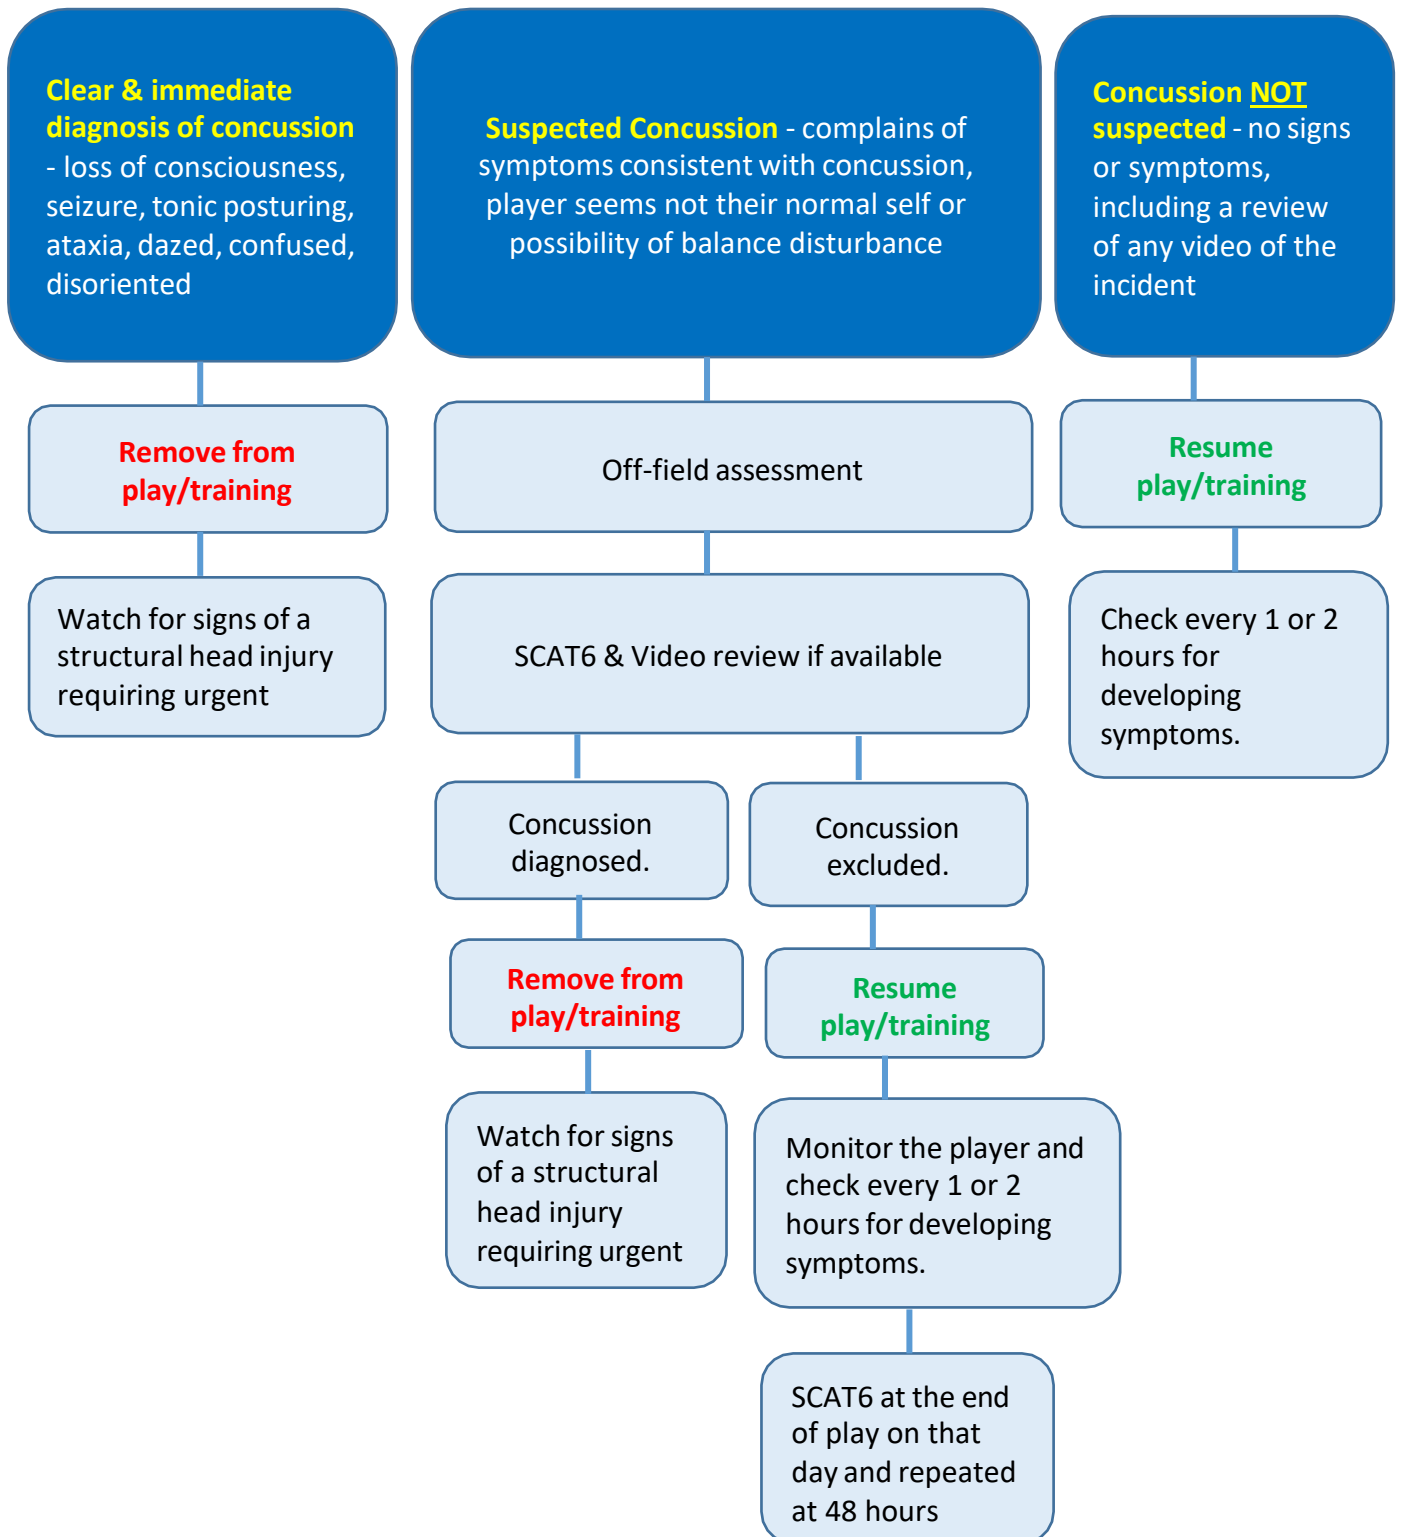 Clear & immediate
diagnosis of concussion
- loss of consciousness,
seizure, tonic posturing,
ataxia, dazed, confused,
disoriented
Suspected Concussion - complains of
symptoms consistent with concussion,
player seems not their normal self or
possibility of balance disturbance
Concussion NOT
suspected - no signs
or symptoms,
including a review
of any video of the
incident
Remove from
play/training
Off-field assessment
Resume
play/training
Watch for signs of a
structural head injury
requiring urgent
SCAT6 & Video review if available
Check every 1 or 2
hours for
developing
symptoms.
Concussion
diagnosed.
Concussion
excluded.
Remove from
play/training
Resume
play/training
Watch for signs
of a structural
head injury
requiring urgent
Monitor the player and
check every 1 or 2
hours for developing
symptoms.
SCAT6 at the end
of play on that
day and repeated
at 48 hours